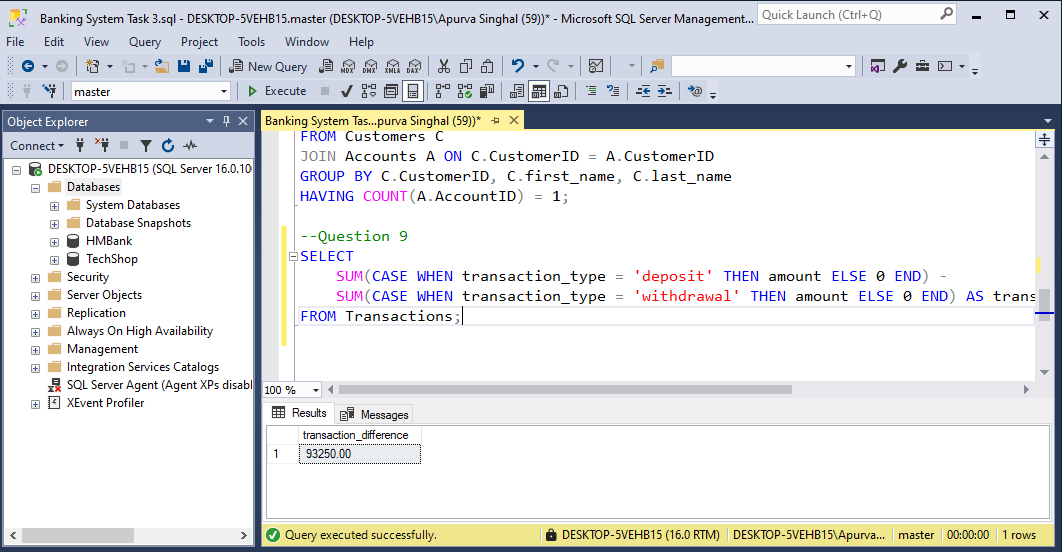 Banking System Task 3.sql - DESKTOP-5VEHB15.master (DESKTOP-5VEHB15\Apurva Singhal (59))* - Microsoft SQL Server Management...
Quick Launch (Ctrl+Q)
File Edit View Query Project Tools Window Help
New Query MDX DMX XMLA DAX
master Execute
Object Explorer
Banking System Tas...purva Singhal (59))*
Connect
DESKTOP-5VEHB15 (SQL Server 16.0.100
Databases
System Databases
Database Snapshots
HMBank
TechShop
Security
Server Objects
Replication
Always On High Availability
Management
Integration Services Catalogs
SQL Server Agent (Agent XPs disabl
XEvent Profiler
FROM Customers C
JOIN Accounts A ON C.CustomerID = A.CustomerID
GROUP BY C.CustomerID, C.first_name, C.last_name
HAVING COUNT(A.AccountID) = 1;
--Question 9
SELECT
SUM(CASE WHEN transaction_type = 'deposit' THEN amount ELSE 0 END) -
SUM(CASE WHEN transaction_type = 'withdrawal' THEN amount ELSE 0 END) AS trans
FROM Transactions;
100 %
Results Messages
transaction_difference
1 93250.00
Query executed successfully. DESKTOP-5VEHB15 (16.0 RTM) DESKTOP-5VEHB15\Apurva... master 00:00:00 1 rows